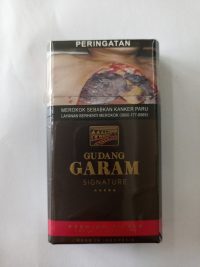 PERINGATAN
MEROKOK SEBABKAN KANKER PARU
LAYANAN BERHENTI MEROKOK (0800-177-6565)
GUDANG
GARAM
SIGNATURE